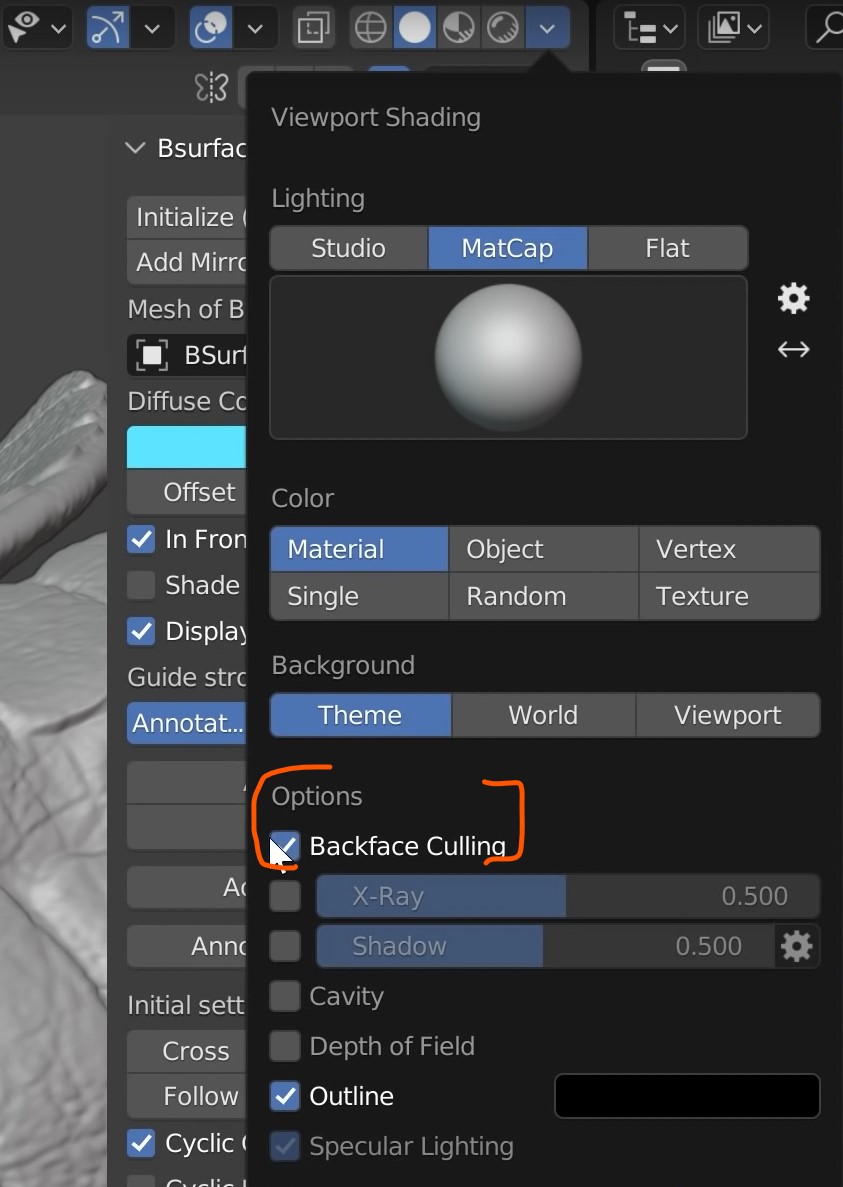 Viewport Shading
Bsurfac
Lighting
Initialize (
Studio MatCap Flat
Add Mirro
Mesh of B
BSurf
Diffuse Co
Offset
Color
In Fron
Material Object Vertex
Shade
Single Random Texture
Display
Guide stro
Background
Annotat... Theme World Viewport
Options
Backface Culling
X-Ray 0.500
Shadow 0.500
Anno
Initial sett
Cavity
Cross
Depth of Field
Follow
Outline
Cyclic
Specular Lighting